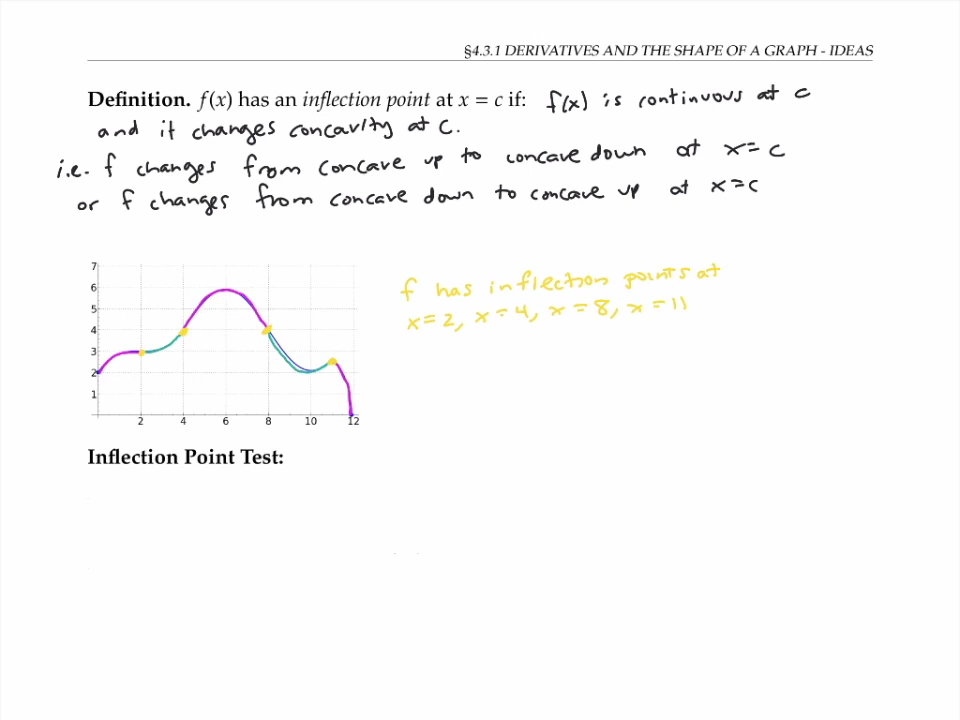 §4.3.1 DERIVATIVES AND THE SHAPE OF A GRAPH - IDEAS
Definition. f(x) has an inflection point at x = c if: f(x) is continuous at c
and it changes concavity at c.
i.e. f changes from concave up to concave down at x = c
or f changes from concave down to concave up at x = c
f has inflection points at
x = 2, x = 4, x = 8, x = 11
7
6
5
4
3
2
1
2 4 6 8 10 12
Inflection Point Test: